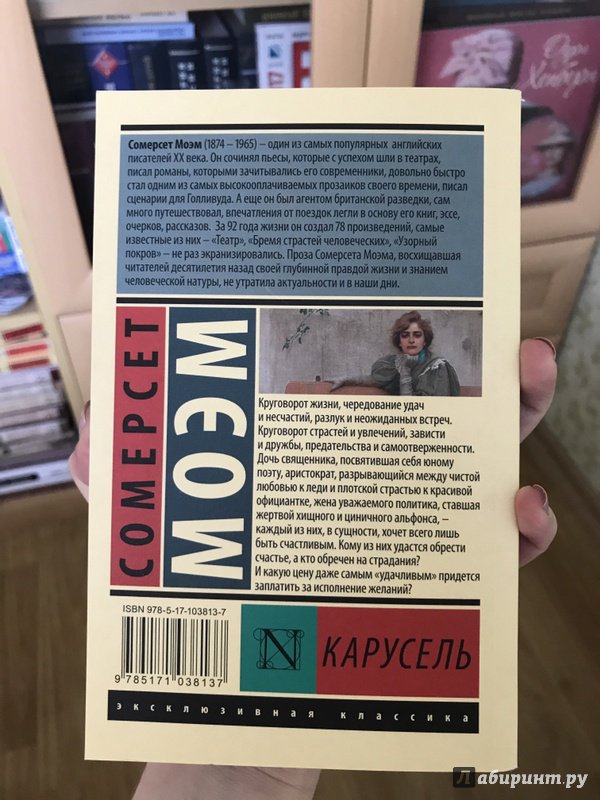 Один
и
Хемберг
17
Сомерсет Моэм (1874 – 1965) – один из самых популярных английских
писателей XX века. Он сочинял пьесы, которые с успехом шли в театрах,
писал романы, которыми зачитывались его современники, довольно быстро
стал одним из самых высокооплачиваемых прозаиков своего времени, писал
сценарии для Голливуда. А еще он был агентом британской разведки, сам
много путешествовал, впечатления от поездок легли в основу его книг, эссе,
очерков, рассказов. За 92 года жизни он создал 78 произведений, самые
известные из них – «Театр», «Бремя страстей человеческих», «Узорный
покров» – не раз экранизировались. Проза Сомерсета Моэма, восхищавшая
читателей десятилетия назад своей глубинной правдой жизни и знанием
человеческой натуры, не утратила актуальности и в наши дни.
СОМЕРСЕТ
МОЭМ
Круговорот жизни, чередование удач
и несчастий, разлук и неожиданных встреч.
Круговорот страстей и увлечений, зависти
и дружбы, предательства и самоотверженности.
Дочь священника, посвятившая себя юному
поэту, аристократ, разрывающийся между чистой
любовью к леди и плотской страстью к красивой
официантке, жена уважаемого политика, ставшая
жертвой хищного и циничного альфонса, –
каждый из них, в сущности, хочет всего лишь
быть счастливым. Кому из них удастся обрести
счастье, а кто обречен на страдания?
И какую цену даже самым "удачливым" придется
заплатить за исполнение желаний?
ISBN 978-5-17-103813-7
9 785171 038137
N
КАРУСЕЛЬ
эксклюзивная классика
Лабиринт.ру